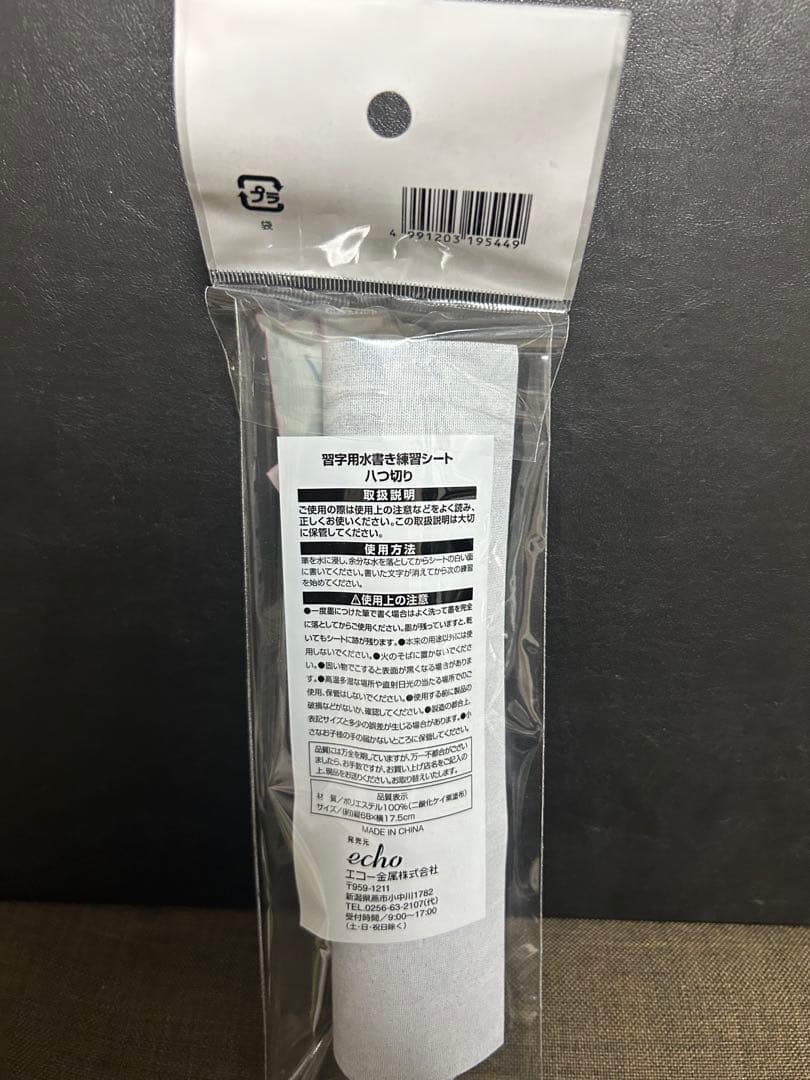 プラ
袋
4 991203 195449
習字用水書き練習シート
八つ切り
取扱説明
ご使用の際は使用上の注意などをよく読み、
正しくお使いください。この取扱説明は大切
に保管してください。
使用方法
筆を水に浸し、余分な水を落としてからシートの白い面
に書いてください。書いた文字が消えてから次の練習
を始めてください。
⚠使用上の注意
●一度墨につけた筆で書く場合はよく洗って墨を完全
に落としてからご使用ください。墨が残っていますと、乾
いてもシートに跡が残ります。●本来の用途以外には使
用しないでください。●火のそばに置かないでくださ
い。●固い物でこすると表面が黒くなる場合がありま
す。●高温多湿な場所や直射日光の当たる場所でのご
使用、保管はしないでください。●使用する前に製品の
破損などがないか、確認してください。●製造の都合上、
表記サイズと多少の誤差が生じる場合があります。●小
さなお子様の手の届かないところに保管してください。
品質には万全を期していますが、万一不都合がござい
ましたら、お手数ですが、お買い上げ店名をご記入の
上、現品をお送りください。お取り替えいたします。
品質表示
材 質/ポリエステル100%(二酸化ケイ素塗布)
サイズ/(約)縦68×横17.5cm
MADE IN CHINA
発売元
echo
エコー金属株式会社
〒959-1211
新潟県燕市小中川1782
TEL.0256-63-2107(代)
受付時間/9:00〜17:00
(土・日・祝日除く)